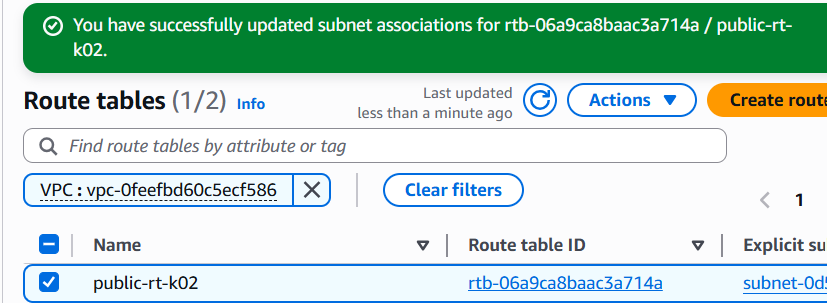 You have successfully updated subnet associations for rtb-06a9ca8baac3a714a / public-rt-
k02.
Route tables (1/2) Info
Last updated
less than a minute ago
Actions
Create route
Find route tables by attribute or tag
VPC : vpc-0feefbd60c5ecf586
Clear filters
1
Name
Route table ID
Explicit su
public-rt-k02
rtb-06a9ca8baac3a714a
subnet-0d